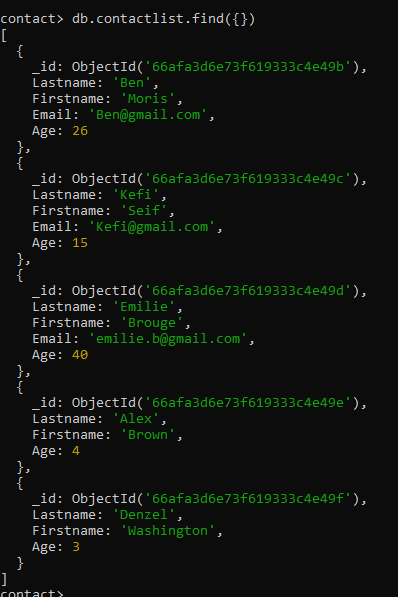 contact> db.contactlist.find({})
[
  {
    _id: ObjectId('66afa3d6e73f619333c4e49b'),
    Lastname: 'Ben',
    Firstname: 'Moris',
    Email: 'Ben@gmail.com',
    Age: 26
  },
  {
    _id: ObjectId('66afa3d6e73f619333c4e49c'),
    Lastname: 'Kefi',
    Firstname: 'Seif',
    Email: 'Kefi@gmail.com',
    Age: 15
  },
  {
    _id: ObjectId('66afa3d6e73f619333c4e49d'),
    Lastname: 'Emilie',
    Firstname: 'Brouge',
    Email: 'emilie.b@gmail.com',
    Age: 40
  },
  {
    _id: ObjectId('66afa3d6e73f619333c4e49e'),
    Lastname: 'Alex',
    Firstname: 'Brown',
    Age: 4
  },
  {
    _id: ObjectId('66afa3d6e73f619333c4e49f'),
    Lastname: 'Denzel',
    Firstname: 'Washington',
    Age: 3
  }
]
contact>